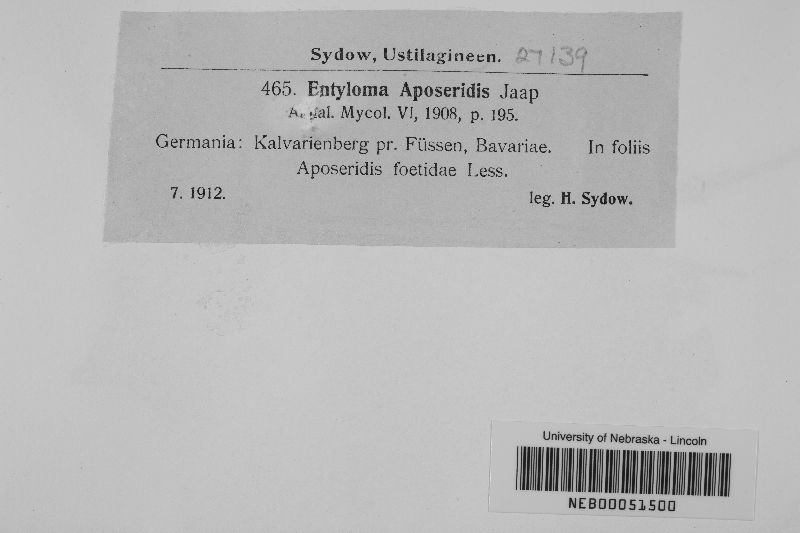 Sydow, Ustilagineen. 27139
465. Entyloma Aposeridis Jaap
Annal. Mycol. VI, 1908, p. 195.
Germania: Kalvarienberg pr. Füssen, Bavariae. In foliis
Aposeridis foetidae Less.
7. 1912. leg. H. Sydow.
University of Nebraska - Lincoln
NEB00051500